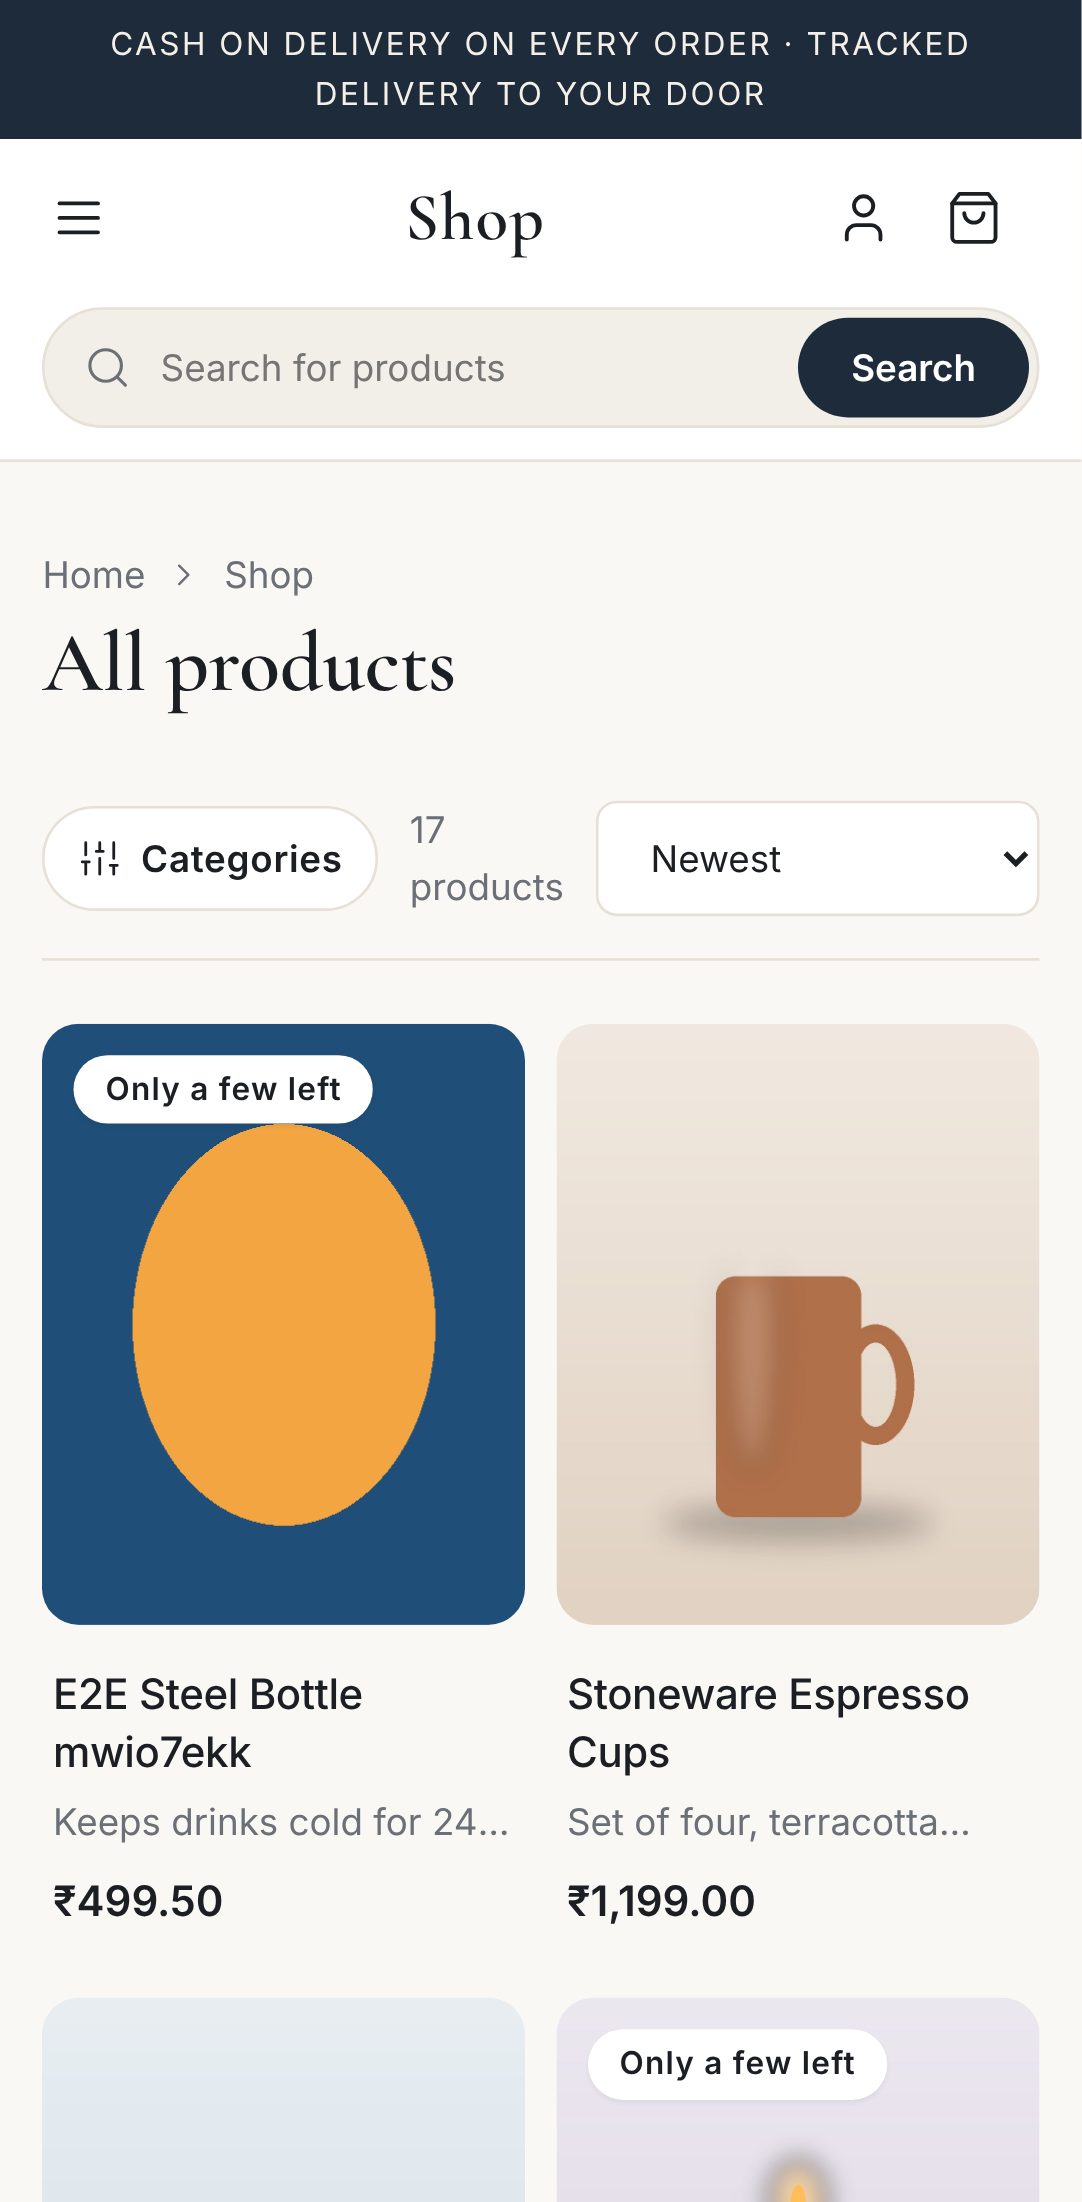 CASH ON DELIVERY ON EVERY ORDER · TRACKED
DELIVERY TO YOUR DOOR
Shop
Search for products
Search
Home > Shop
All products
Categories
17
products
Newest
Only a few left
E2E Steel Bottle
mwio7ekk
Keeps drinks cold for 24...
₹499.50
Stoneware Espresso
Cups
Set of four, terracotta...
₹1,199.00
Only a few left